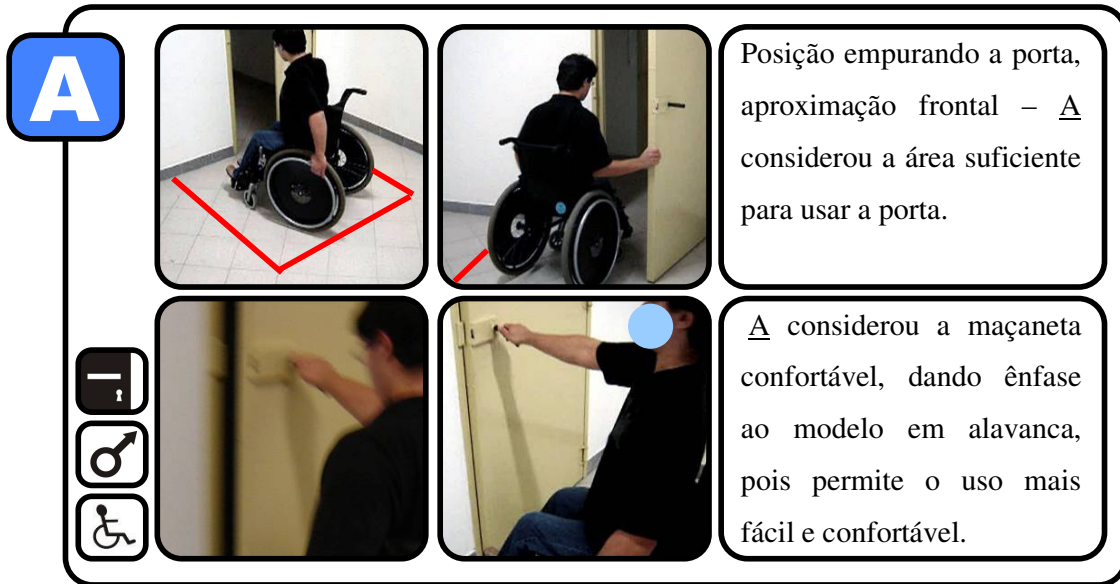 A
Posição empurando a porta,
aproximação frontal – A
considerou a área suficiente
para usar a porta.
A considerou a maçaneta
confortável, dando ênfase
ao modelo em alavanca,
pois permite o uso mais
fácil e confortável.